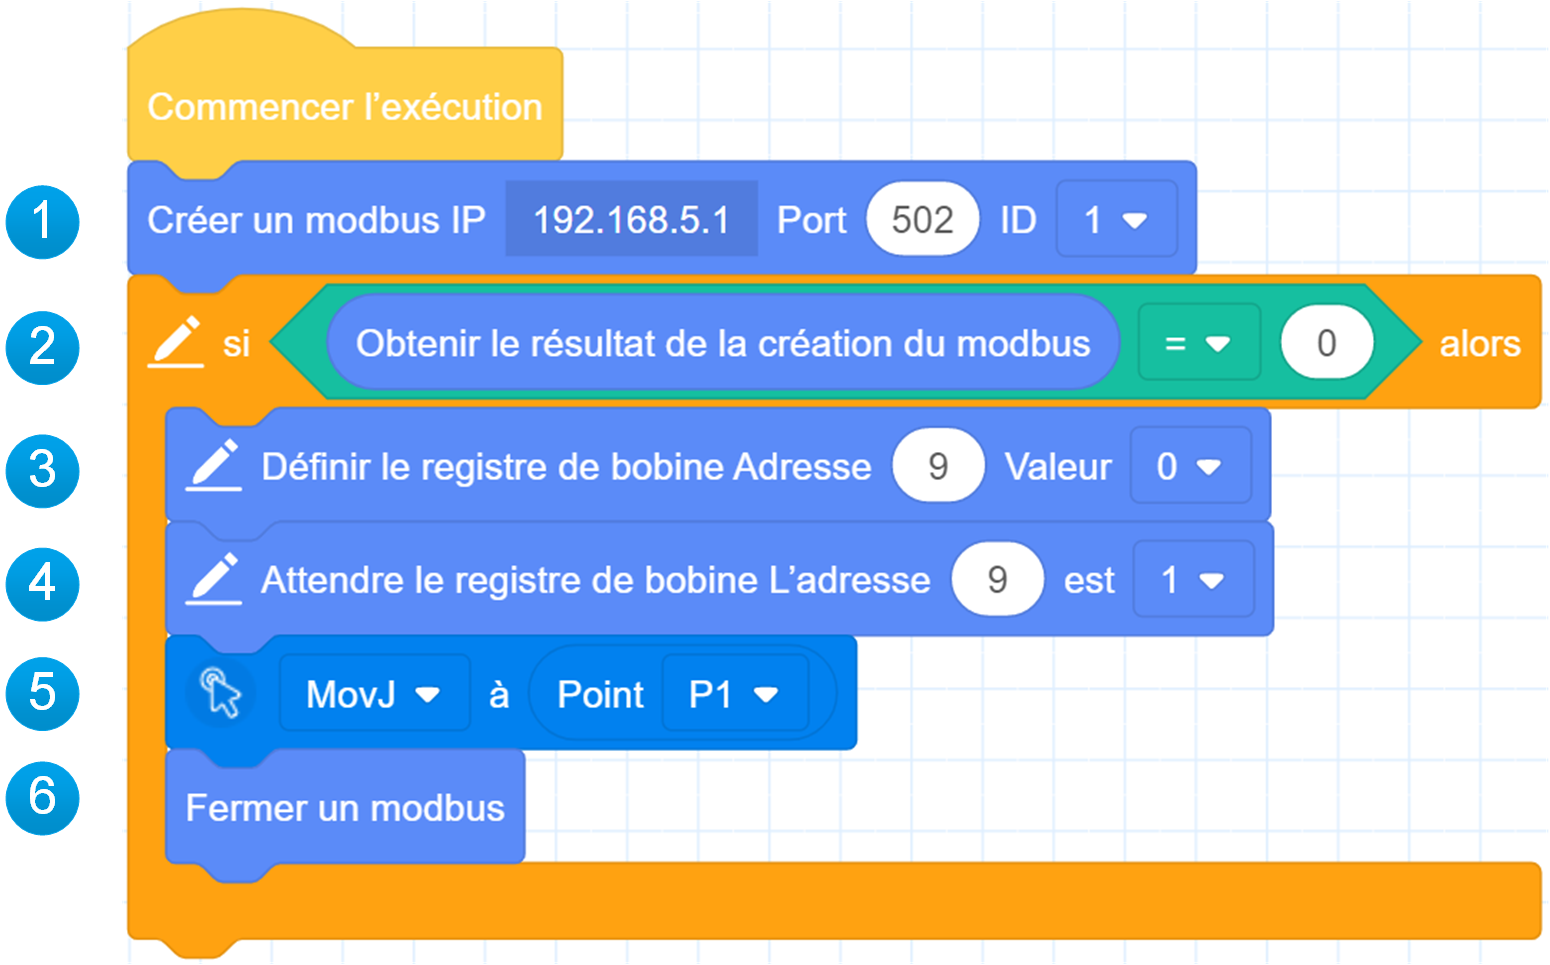 Commencer l’exécution
1 Créer un modbus IP 192.168.5.1 Port 502 ID 1
2 si Obtenir le résultat de la création du modbus = 0 alors
3 Définir le registre de bobine Adresse 9 Valeur 0
4 Attendre le registre de bobine L’adresse 9 est 1
5 MovJ à Point P1
6 Fermer un modbus